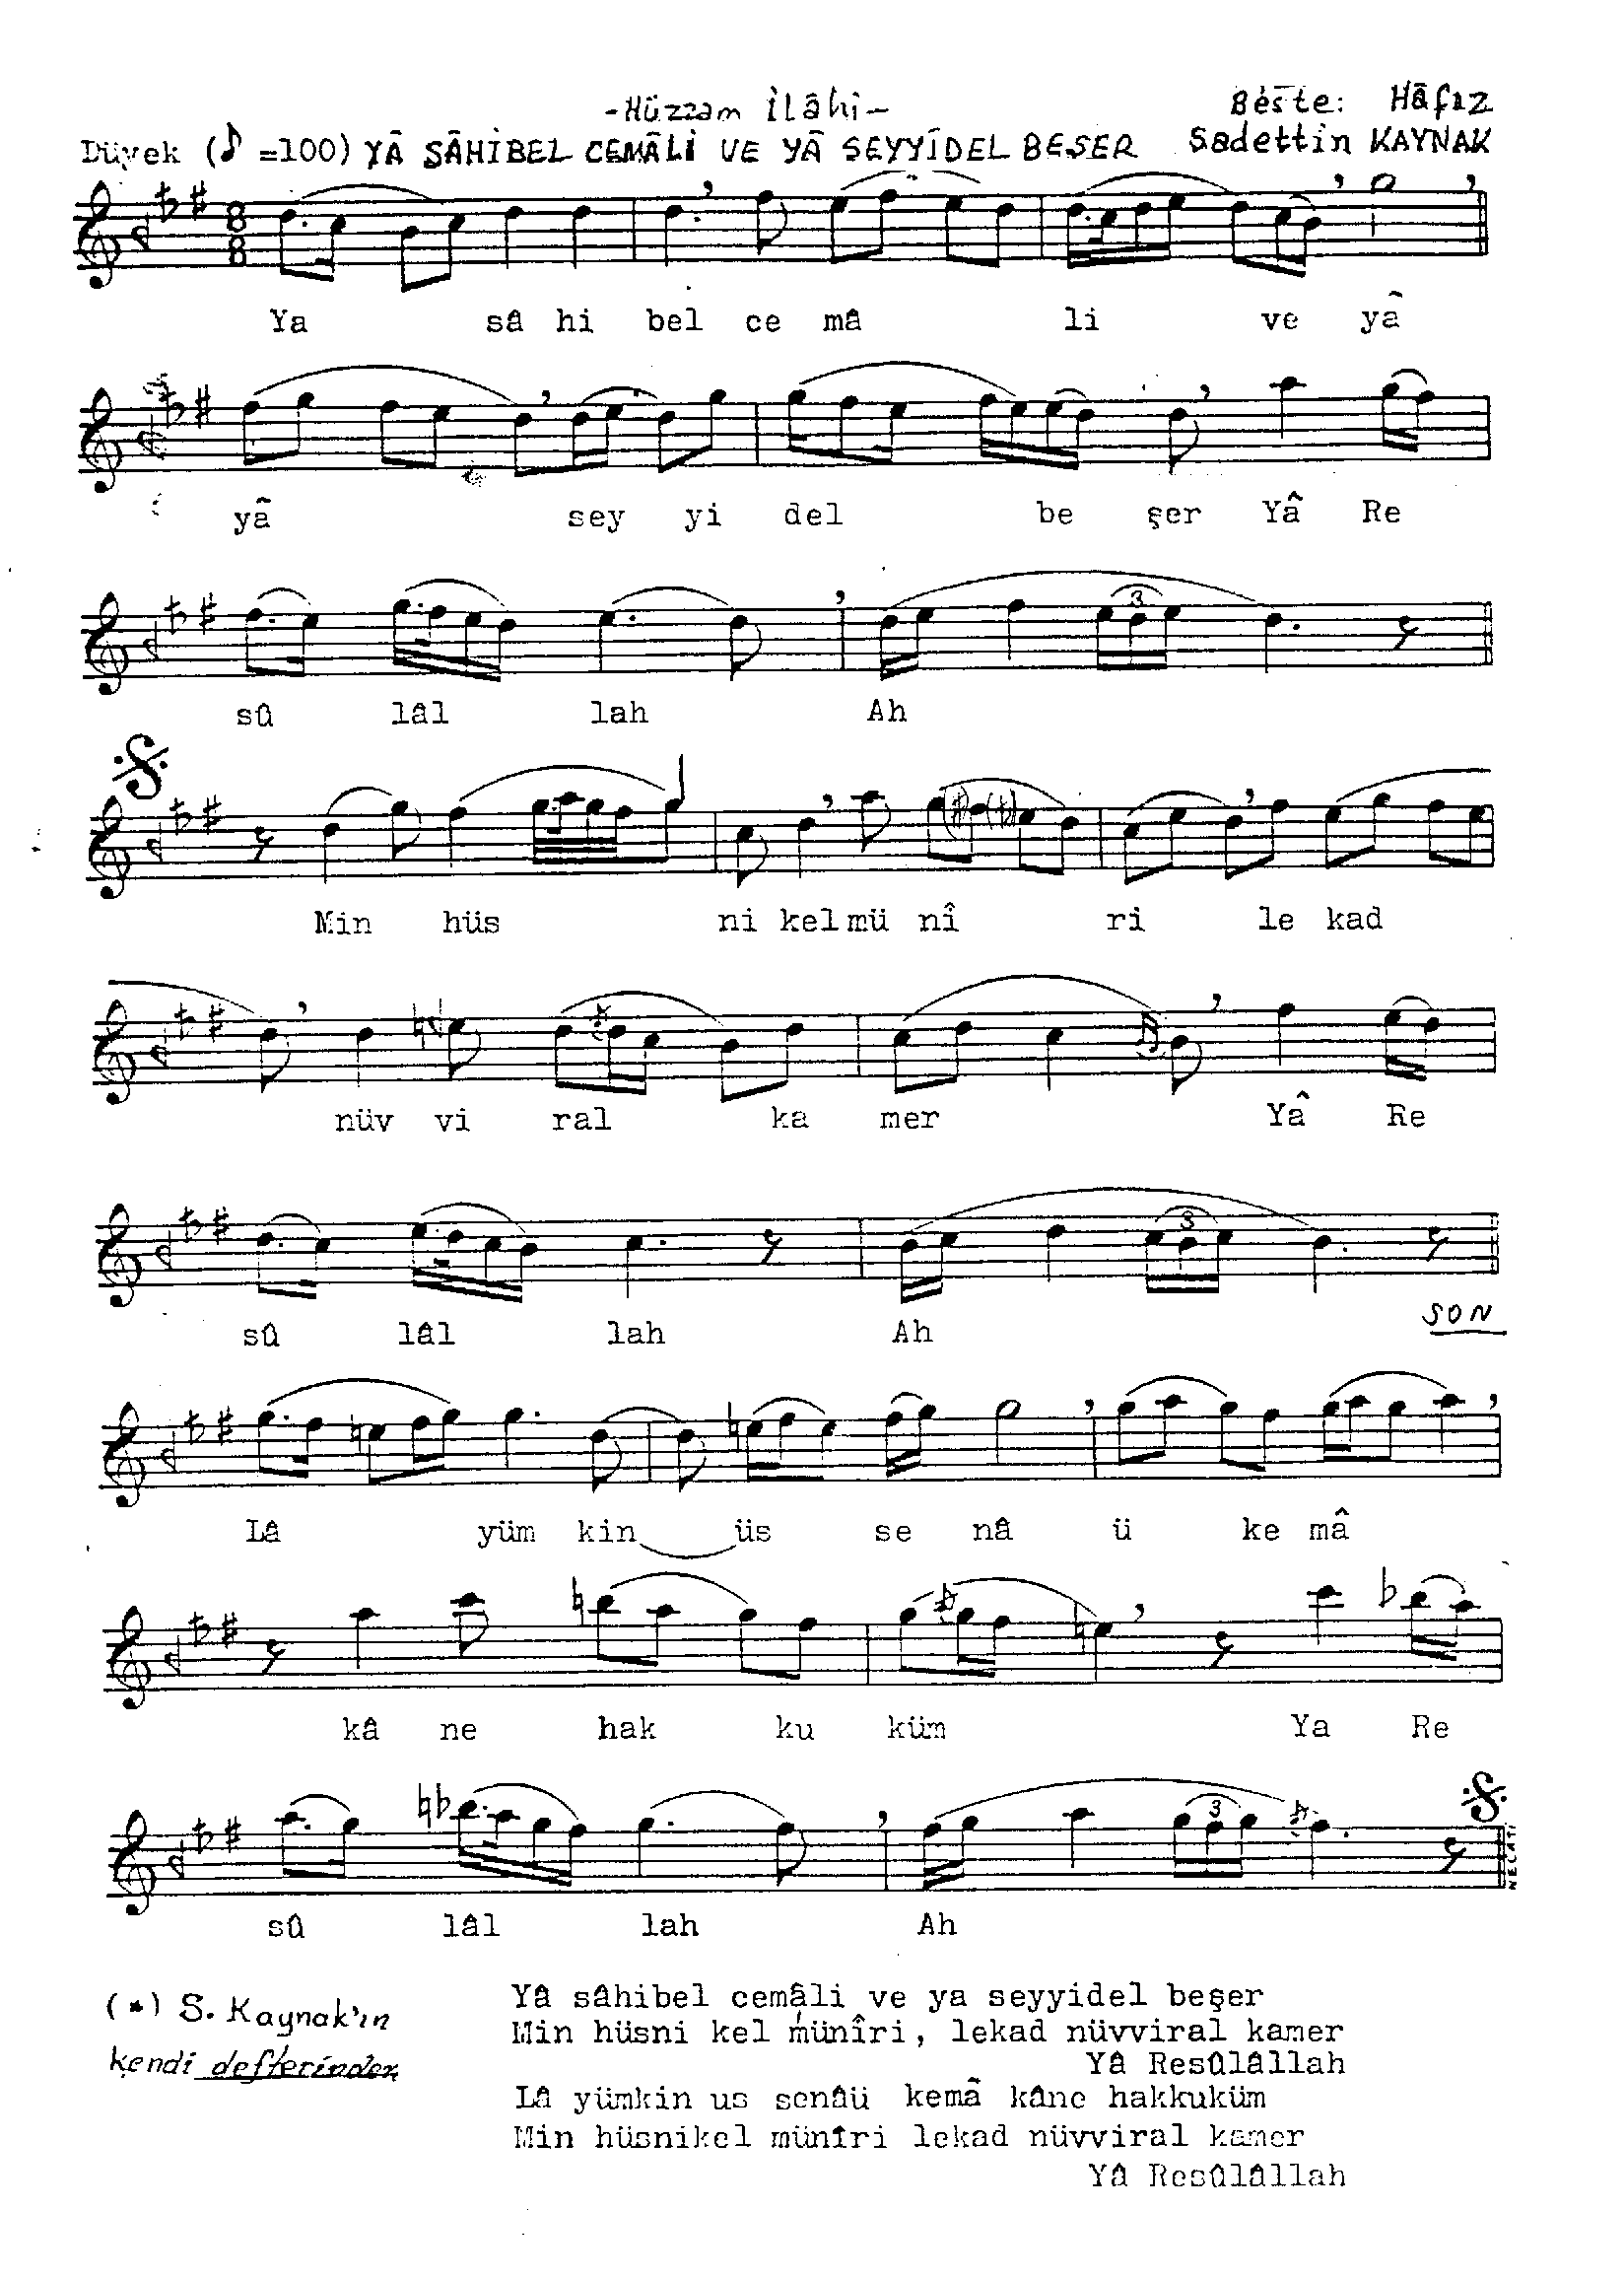 -Hüzzam İlâhi-
Beste: Hâfız
Düyek (♪ =100) YÂ SÂHİBEL CEMÂLİ VE YÂ SEYYİDEL BEŞER Sadettin KAYNAK
8
8
Ya sâ hi bel ce mâ li ve yâ
yâ sey yi del be şer Yâ Re
3
sû lâl lah Ah
Min hüs ni kel mü nî ri le kad
nüv vi ral ka mer Yâ Re
3
sû lâl lah Ah
SON
Lâ yüm kin üs se nâ ü ke mâ
kâ ne hak ku küm Ya Re
3
sû lâl lah Ah
(*) S. Kaynak'ın
kendi defterinden
Yâ sâhibel cemâli ve ya seyyidel beşer
Min hüsni kel münîri, lekad nüvviral kamer
Yâ Resûlâllah
Lâ yümkin us senâü kemâ kâne hakkuküm
Min hüsnikel münîri lekad nüvviral kamer
Yâ Resûlâllah